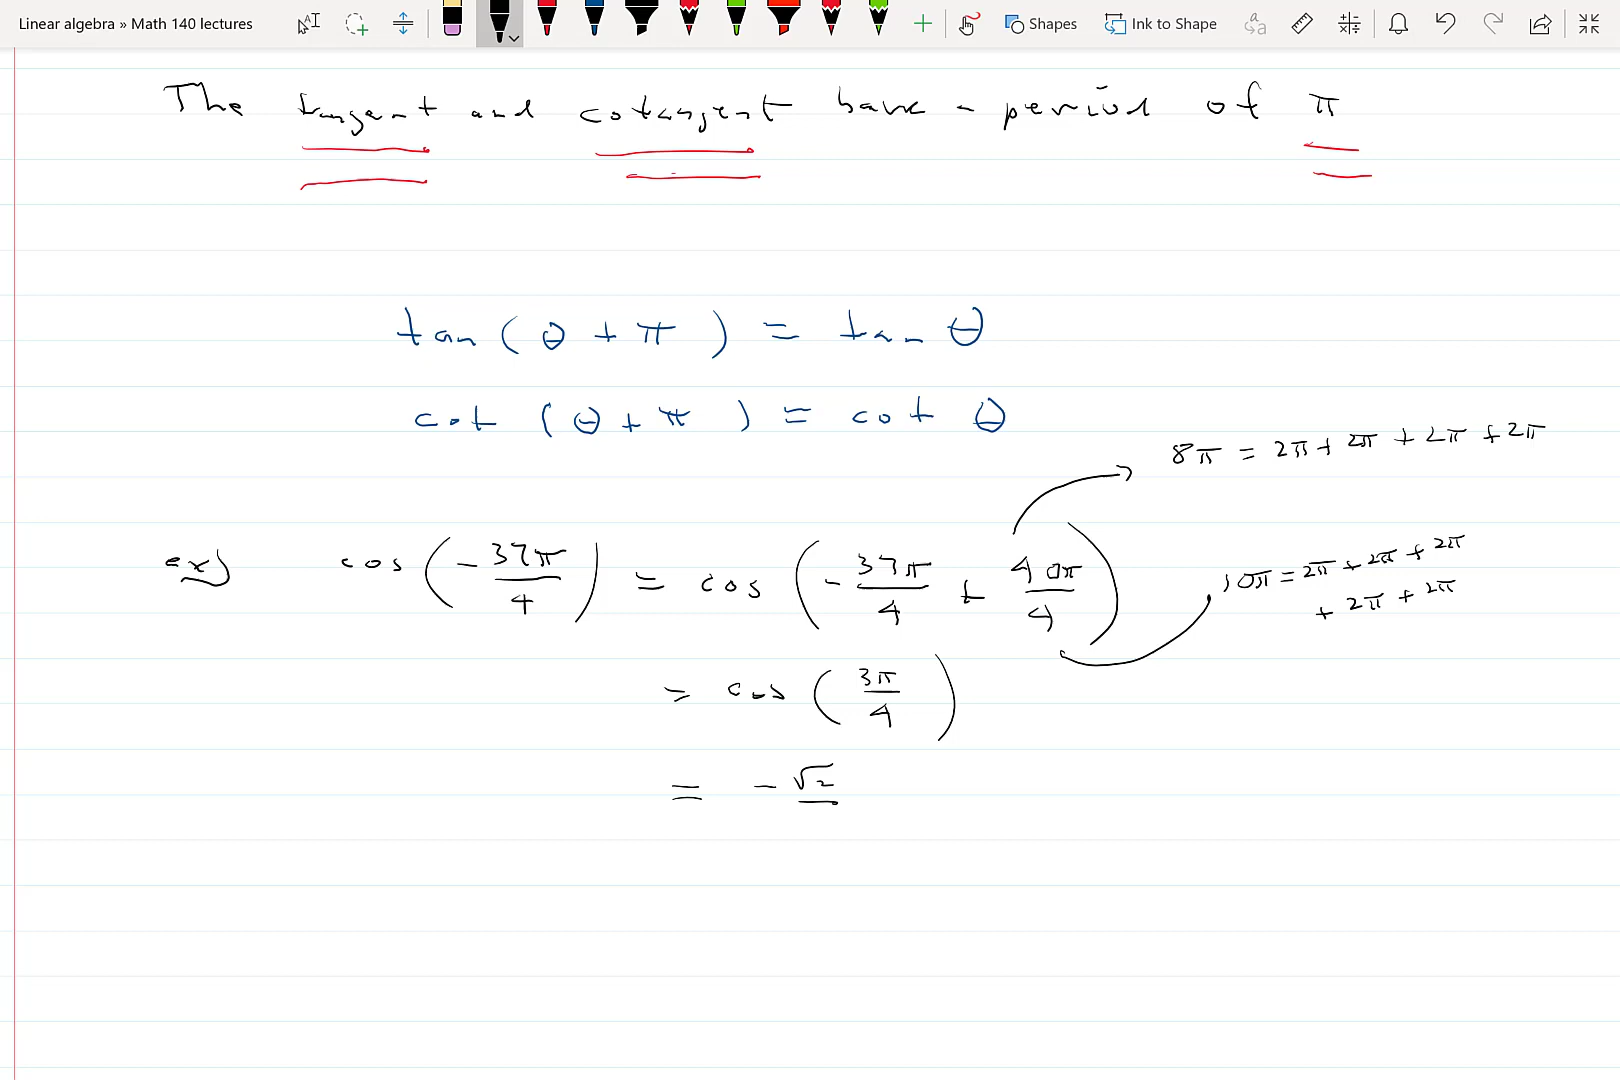 Linear algebra » Math 140 lectures
Shapes
Ink to Shape
The tangent and cotangent have a period of π
tan(θ + π) = tan θ
cot (θ + π) = cot θ
8π = 2π + 2π + 2π + 2π
ex) cos(-37π/4) = cos(-37π/4 + 40π/4)
10π = 2π + 2π + 2π
+ 2π + 2π
= cos(3π/4)
= -√2